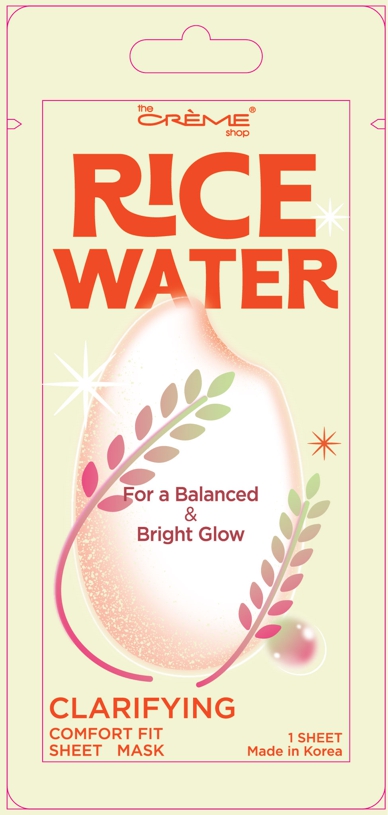 the
CRÈME®
shop
RICE
WATER
For a Balanced
&
Bright Glow
CLARIFYING
COMFORT FIT
SHEET MASK
1 SHEET
Made in Korea